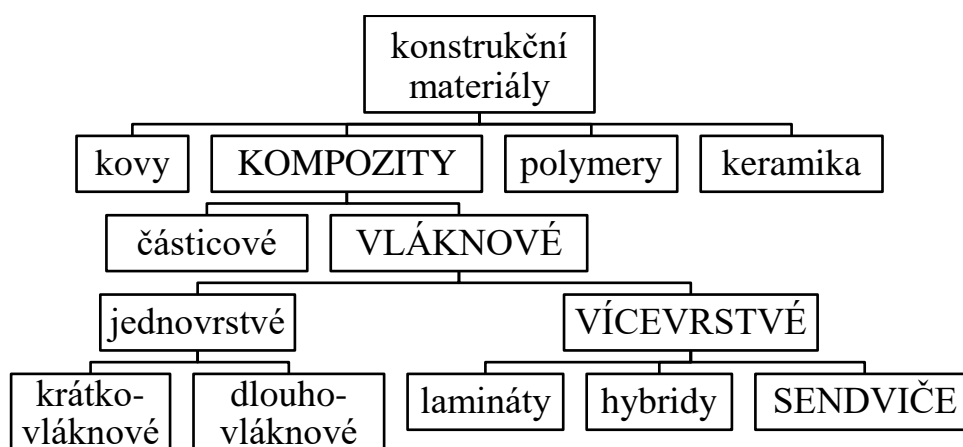 konstrukční
materiály
kovy
KOMPOZITY
polymery
keramika
částicové
VLÁKNOVÉ
jednovrstvé
VÍCEVRSTVÉ
krátko-
vláknové
dlouho-
vláknové
lamináty
hybridy
SENDVIČE